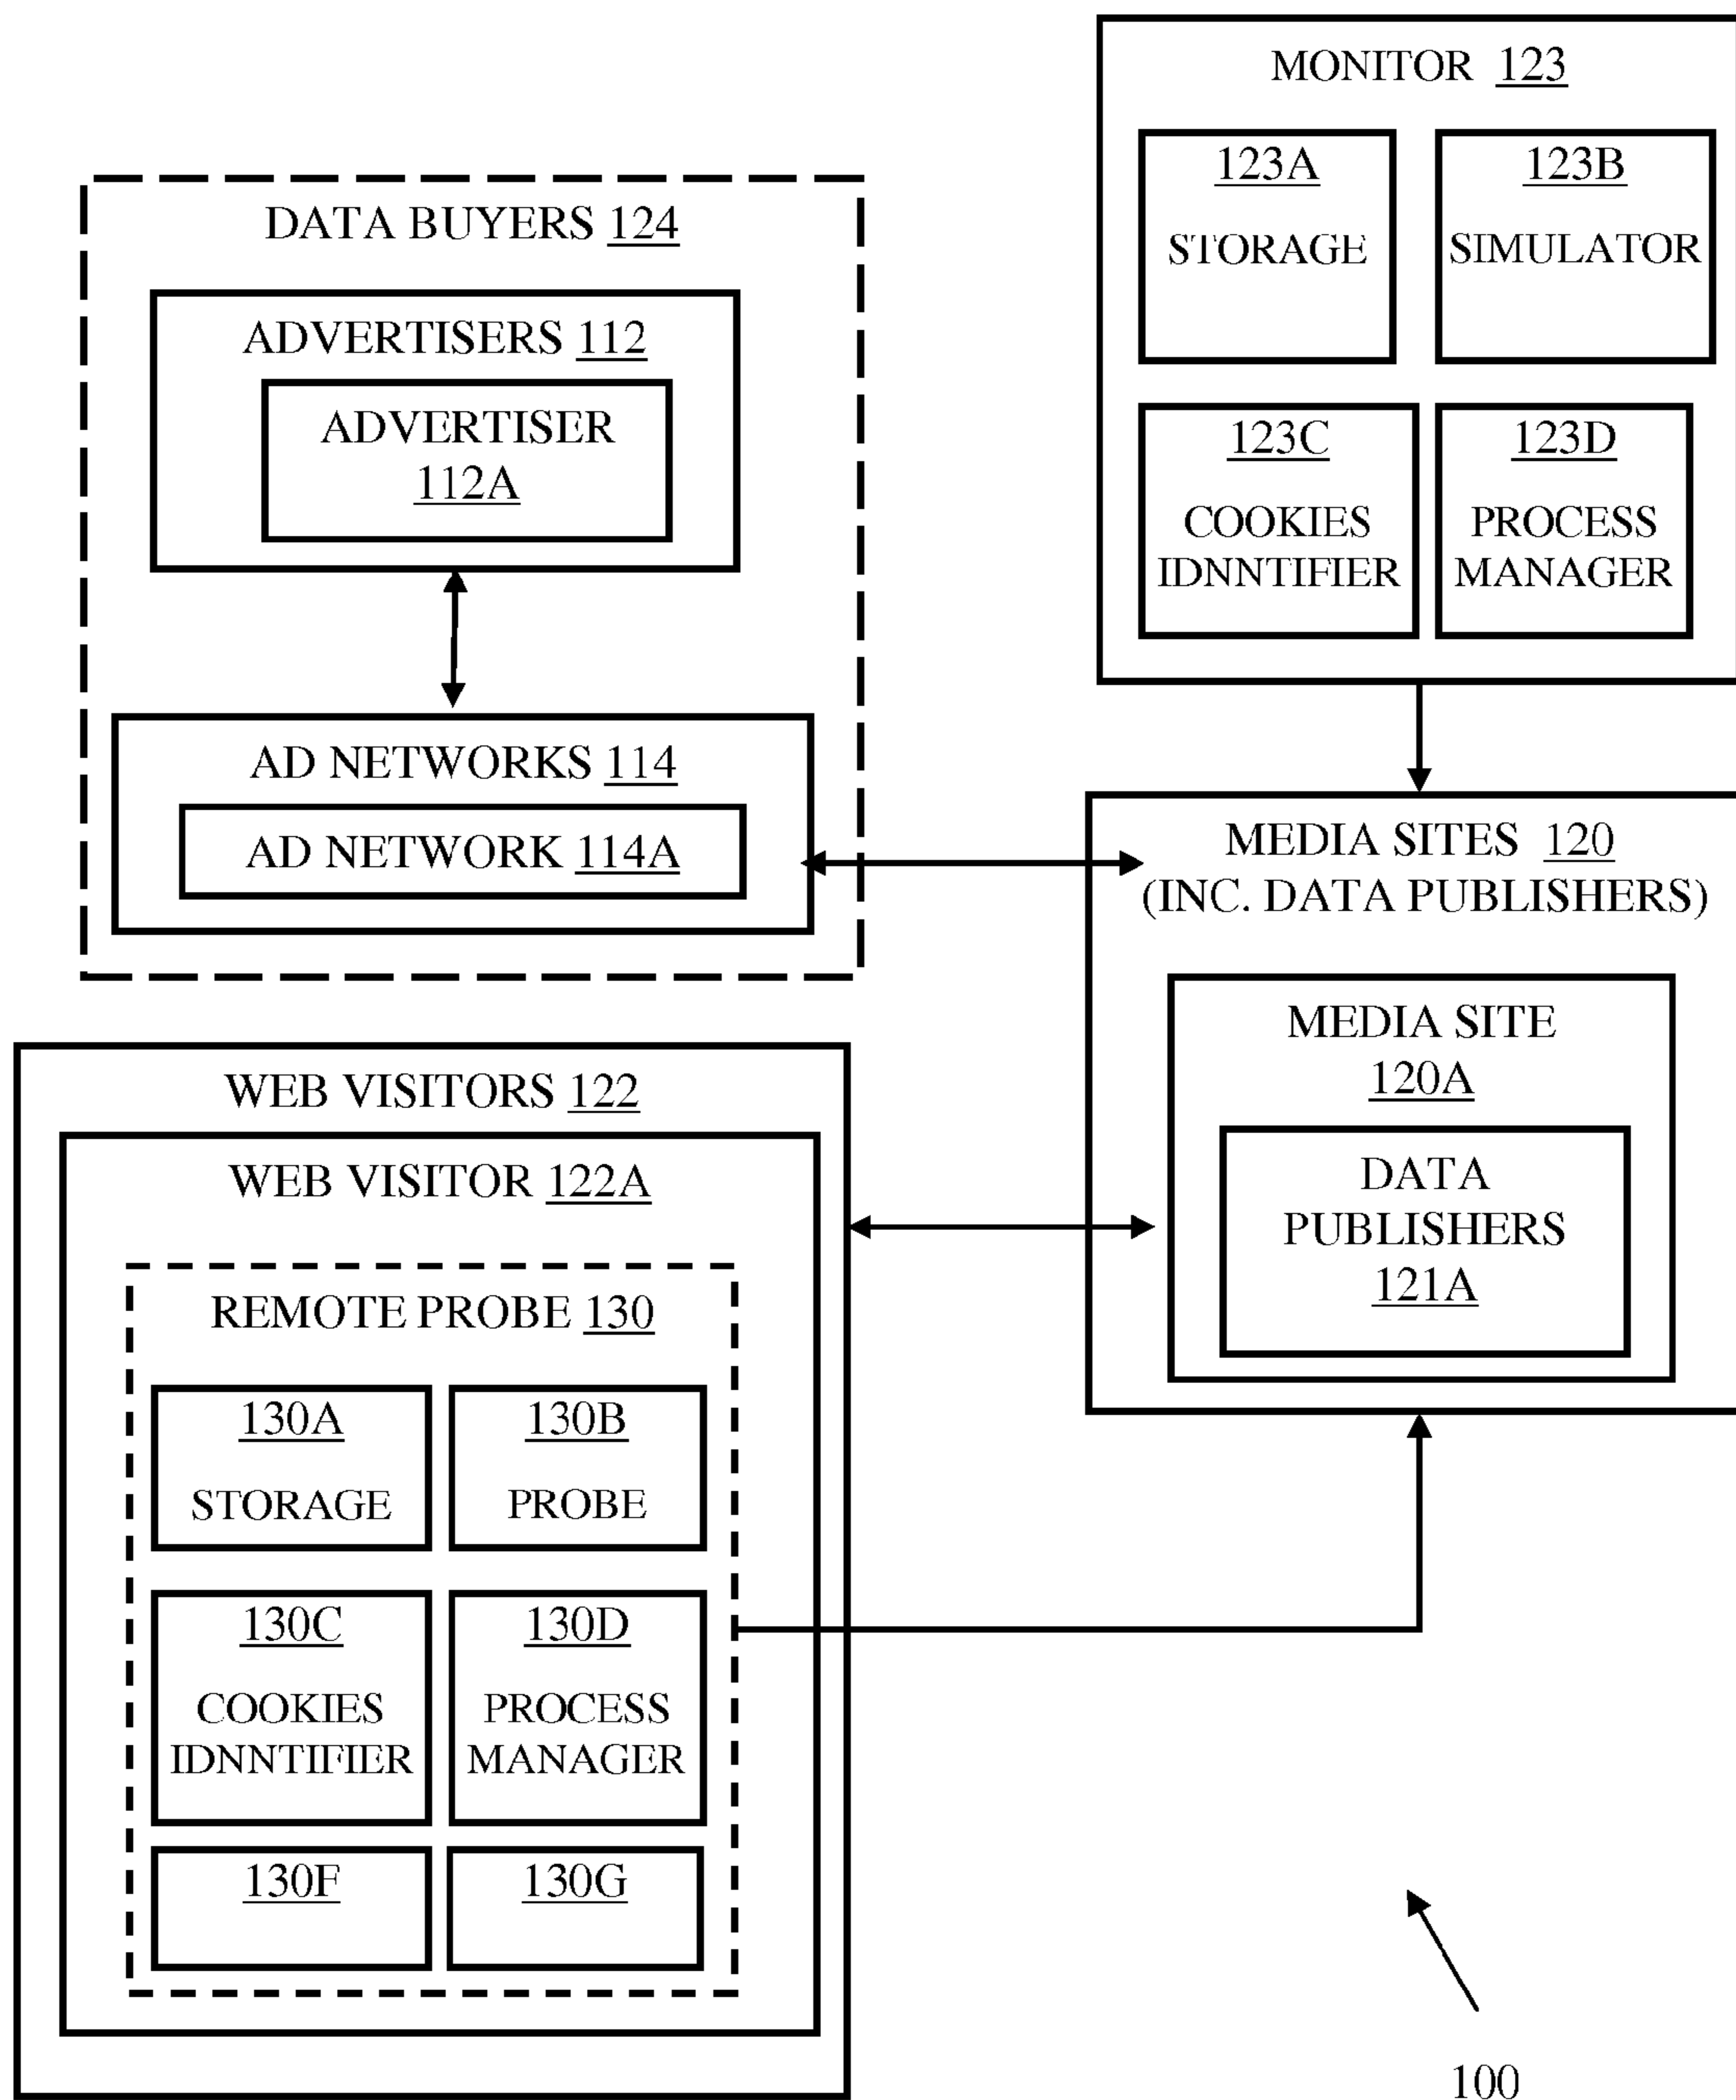 MONITOR 123
123A
STORAGE
123B
SIMULATOR
123C
COOKIES
IDNNTIFIER
123D
PROCESS
MANAGER
DATA BUYERS 124
ADVERTISERS 112
ADVERTISER
112A
AD NETWORKS 114
AD NETWORK 114A
MEDIA SITES 120
(INC. DATA PUBLISHERS)
MEDIA SITE
120A
DATA
PUBLISHERS
121A
WEB VISITORS 122
WEB VISITOR 122A
REMOTE PROBE 130
130A
STORAGE
130B
PROBE
130C
COOKIES
IDNNTIFIER
130D
PROCESS
MANAGER
130F
130G
100